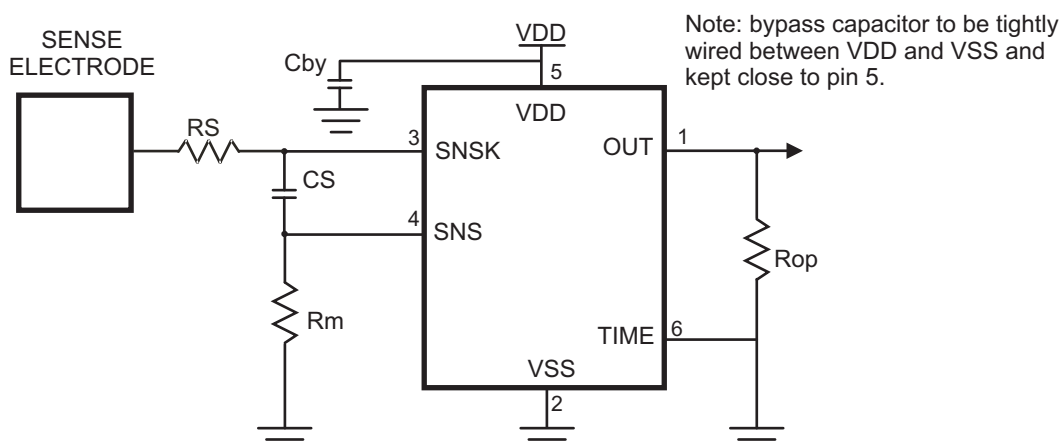 Note: bypass capacitor to be tightly
wired between VDD and VSS and
kept close to pin 5.
SENSE
ELECTRODE
VDD
Cby
5
VDD
RS
3
SNSK
OUT
1
CS
4
SNS
Rop
Rm
TIME
6
VSS
2